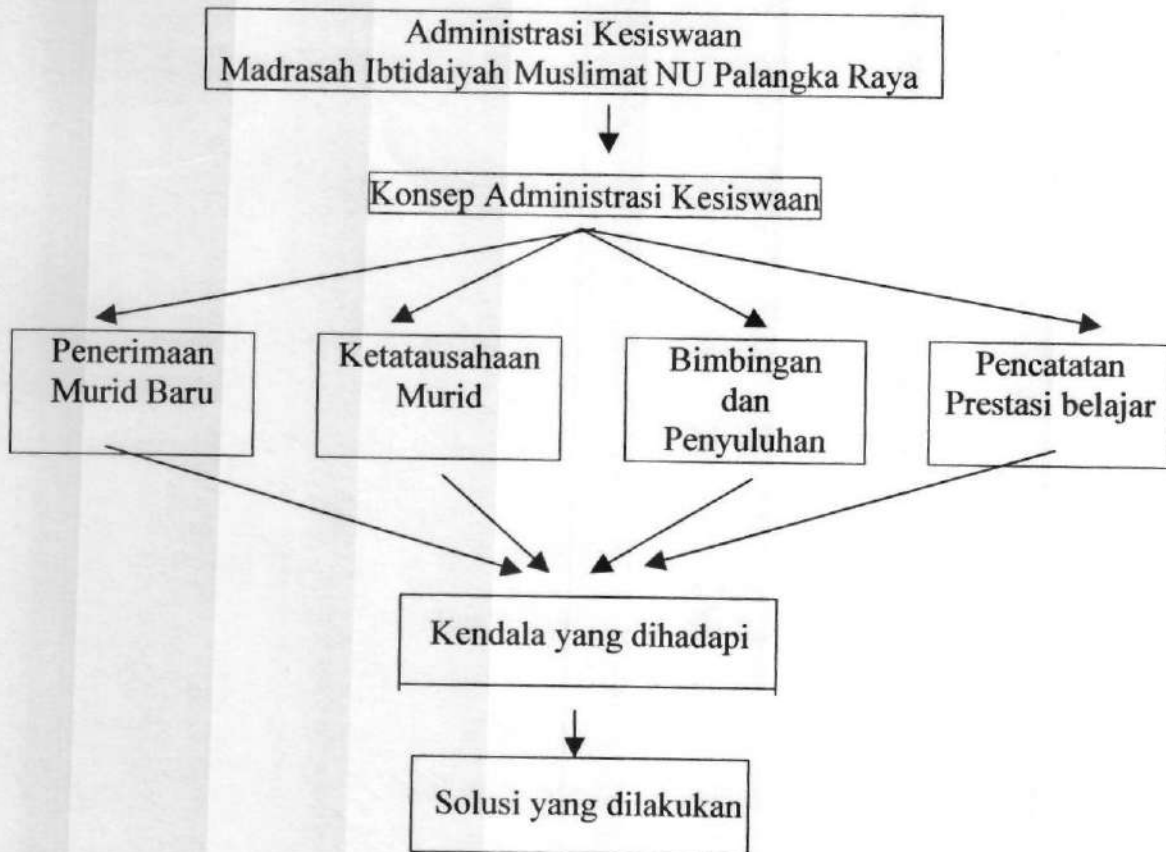 Administrasi Kesiswaan
Madrasah Ibtidaiyah Muslimat NU Palangka Raya
Konsep Administrasi Kesiswaan
Penerimaan
Murid Baru
Ketatausahaan
Murid
Bimbingan
dan
Penyuluhan
Pencatatan
Prestasi belajar
Kendala yang dihadapi
Solusi yang dilakukan